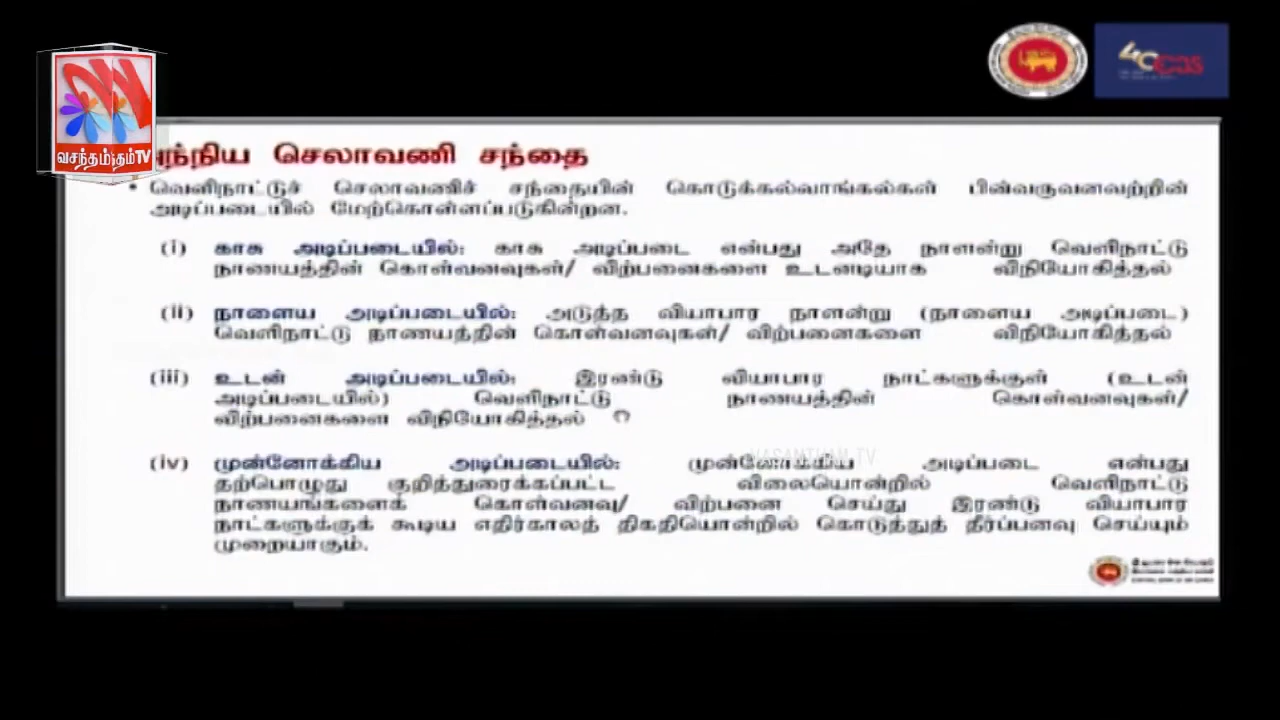 வசந்தம்
தம்TV
செலாவணி சந்தை
• வெளிநாட்டுச் செலாவணிச் சந்தையின் கொடுக்கல்வாங்கல்கள் பின்வருவனவற்றின்
அடிப்படையில் மேற்கொள்ளப்படுகின்றன.
(i) காசு அடிப்படையில்: காசு அடிப்படை என்பது அதே நாளன்று வெளிநாட்டு
நாணயத்தின் கொள்வனவுகள்/ விற்பனைகளை உடனடியாக விநியோகித்தல்
(ii) நாளைய அடிப்படையில்: அடுத்த வியாபார நாளன்று (நாளைய அடிப்படை)
வெளிநாட்டு நாணயத்தின் கொள்வனவுகள்/ விற்பனைகளை விநியோகித்தல்
(iii) உடன் அடிப்படையில்: இரண்டு வியாபார நாட்களுக்குள் (உடன்
அடிப்படையில்) வெளிநாட்டு நாணயத்தின் கொள்வனவுகள்/
விற்பனைகளை விநியோகித்தல்
VASANTHAM TV
(iv) முன்னோக்கிய அடிப்படையில்: முன்னோக்கிய அடிப்படை என்பது
தற்பொழுது குறித்துரைக்கப்பட்ட விலையொன்றில் வெளிநாட்டு
நாணயங்களைக் கொள்வனவு/ விற்பனை செய்து இரண்டு வியாபார
நாட்களுக்குக் கூடிய எதிர்காலத் திகதியொன்றில் கொடுத்துத் தீர்ப்பனவு செய்யும்
முறையாகும்.